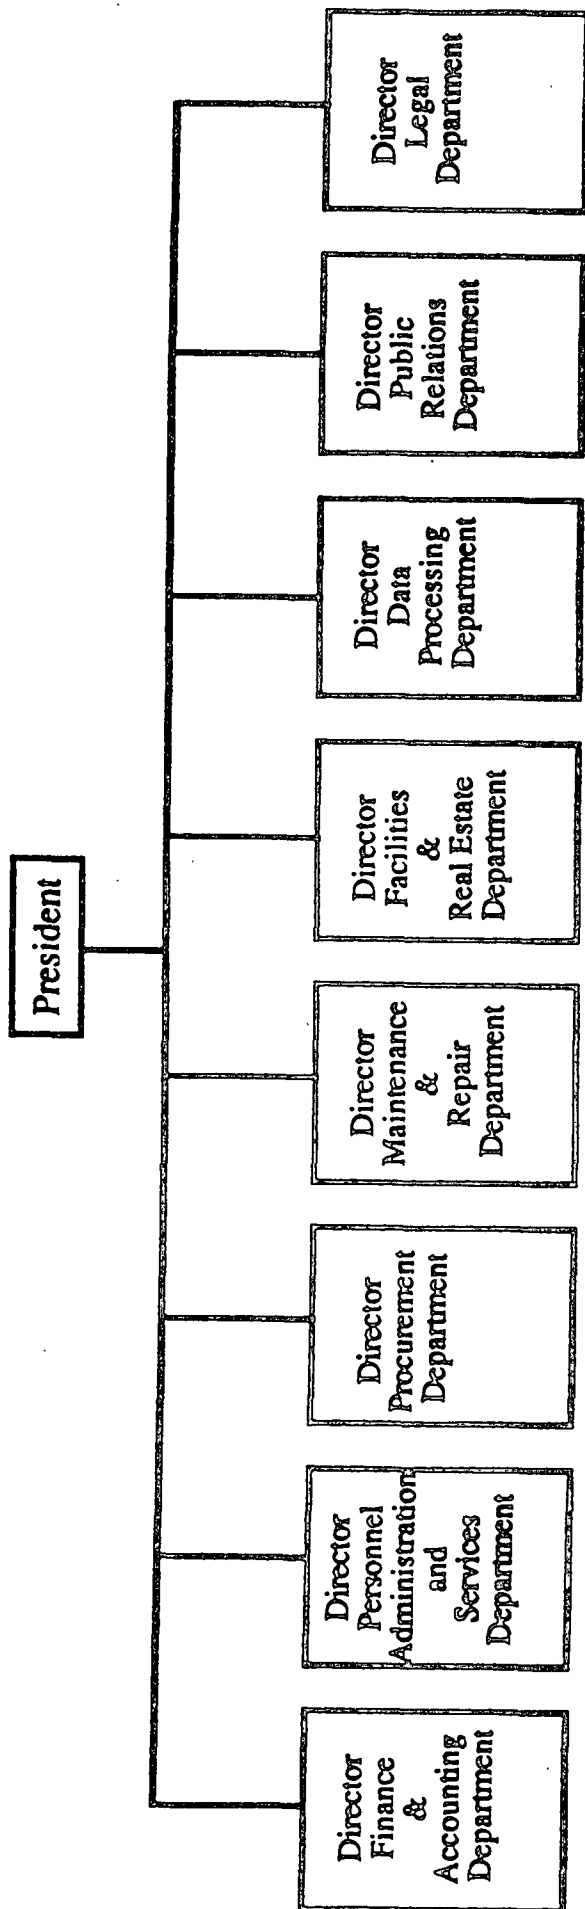 President
Director
Finance
&
Accounting
Department
Director
Personnel
Administration
and
Services
Department
Director
Procurement
Department
Director
Maintenance
&
Repair
Department
Director
Facilities
&
Real Estate
Department
Director
Data
Processing
Department
Director
Public
Relations
Department
Director
Legal
Department